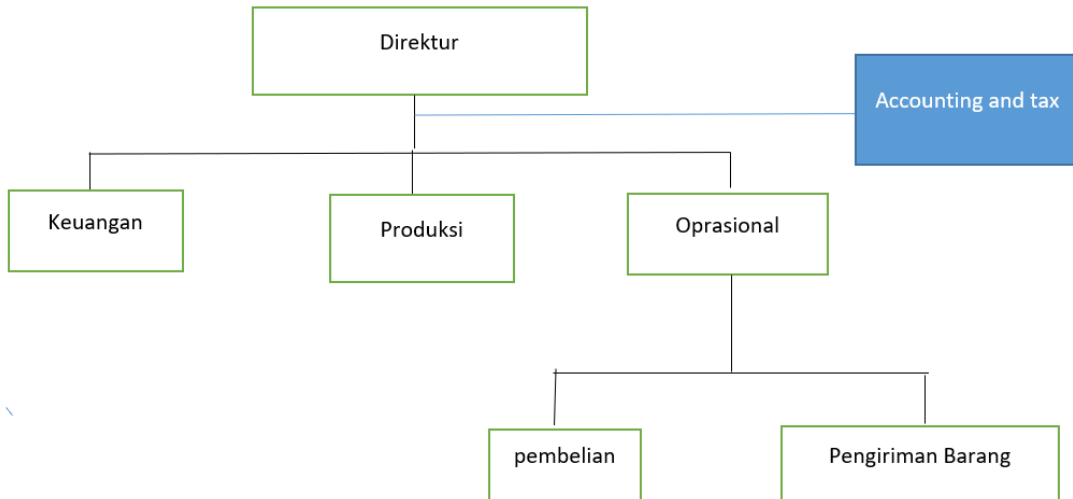 Direktur
Accounting and tax
Keuangan
Produksi
Oprasional
pembelian
Pengiriman Barang